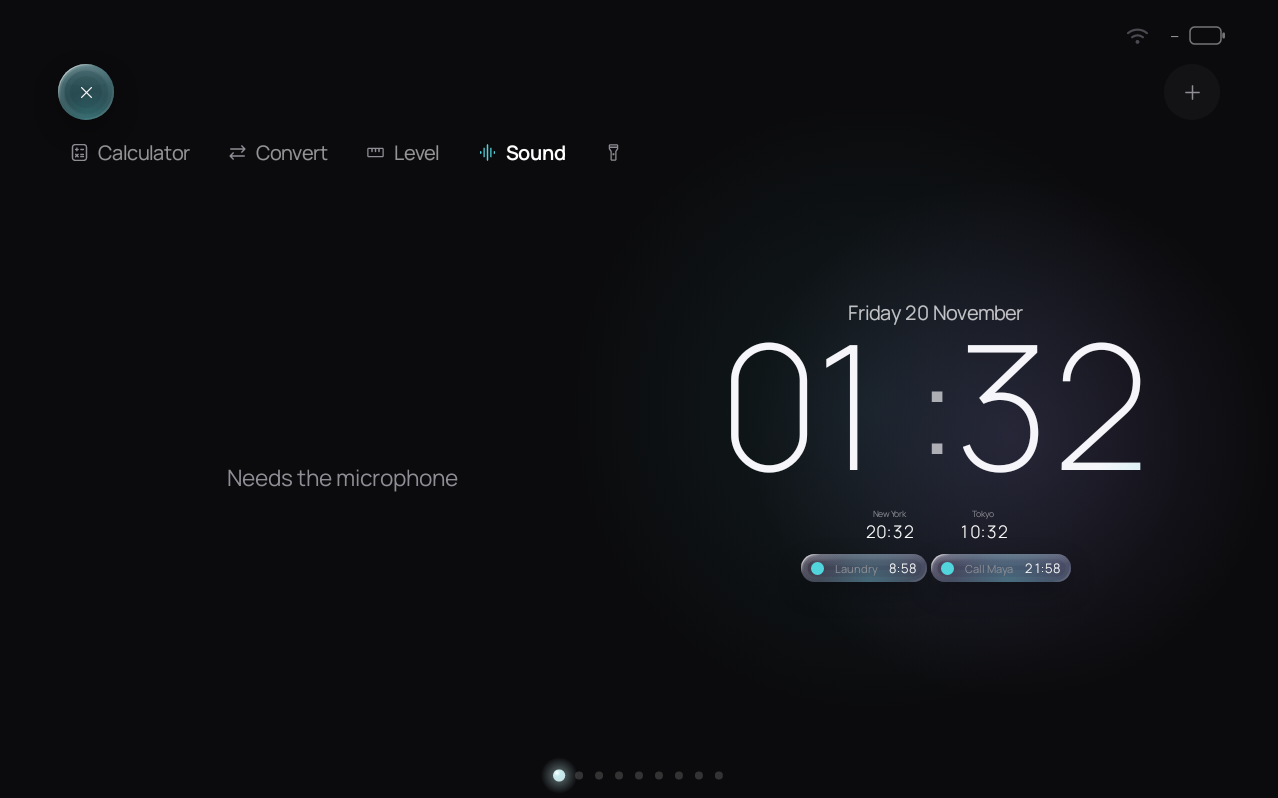 –
Calculator Convert Level Sound
Friday 20 November
01:32
Needs the microphone
New York Tokyo
20:32 10:32
Laundry 8:58 Call Maya 21:58